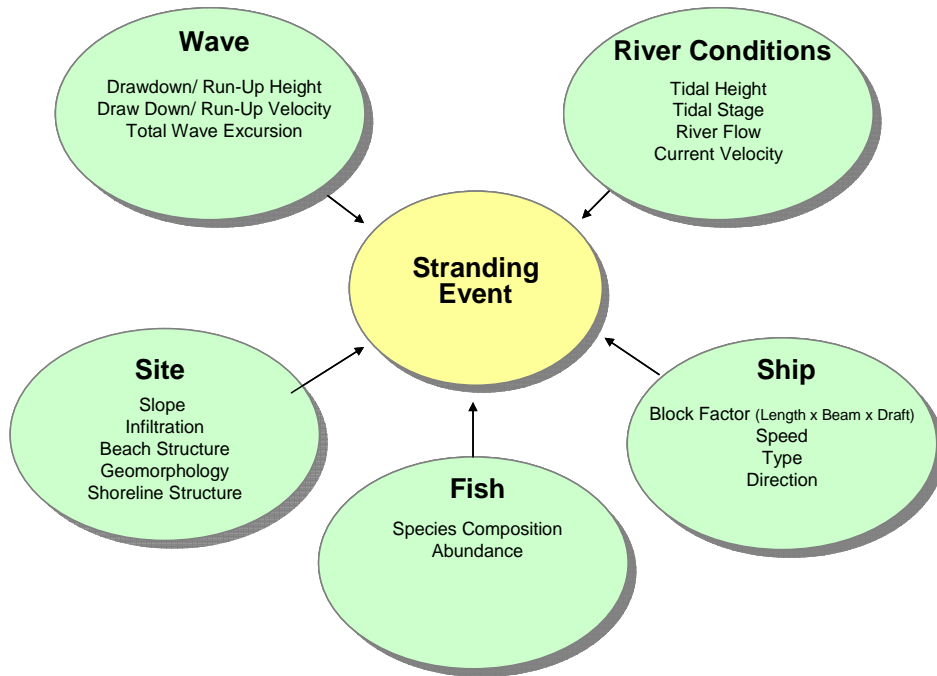 Wave
Drawdown/ Run-Up Height
Draw Down/ Run-Up Velocity
Total Wave Excursion
River Conditions
Tidal Height
Tidal Stage
River Flow
Current Velocity
Stranding
Event
Site
Slope
Infiltration
Beach Structure
Geomorphology
Shoreline Structure
Ship
Block Factor (Length x Beam x Draft)
Speed
Type
Direction
Fish
Species Composition
Abundance